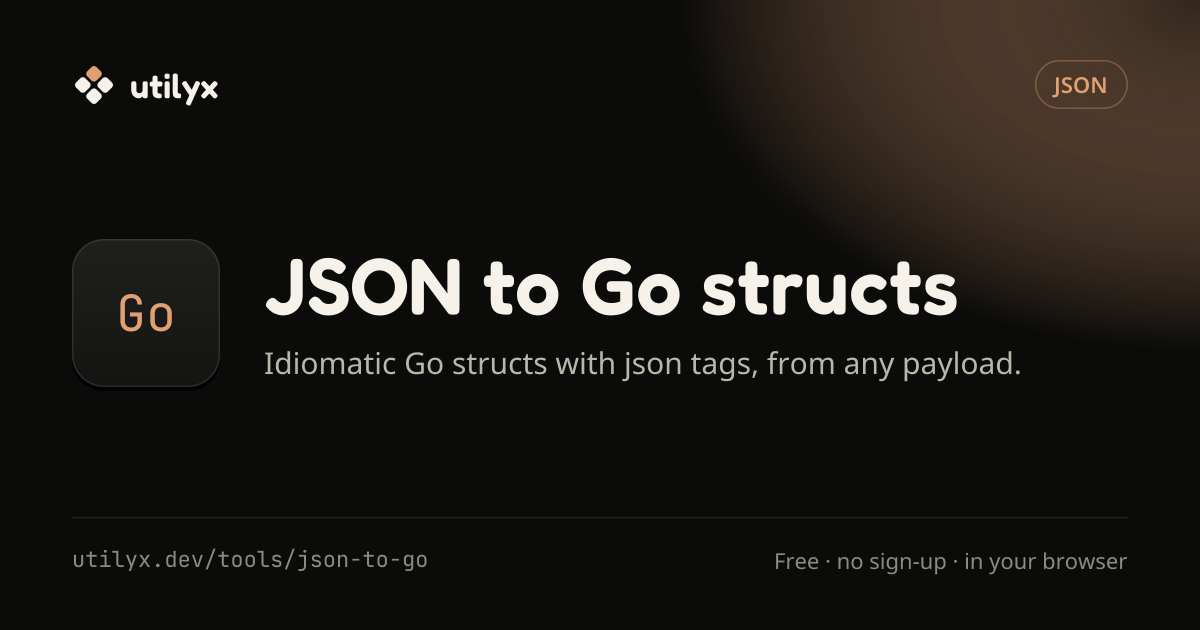 utilyx
JSON
Go
JSON to Go structs
Idiomatic Go structs with json tags, from any payload.
utilyx.dev/tools/json-to-go
Free · no sign-up · in your browser